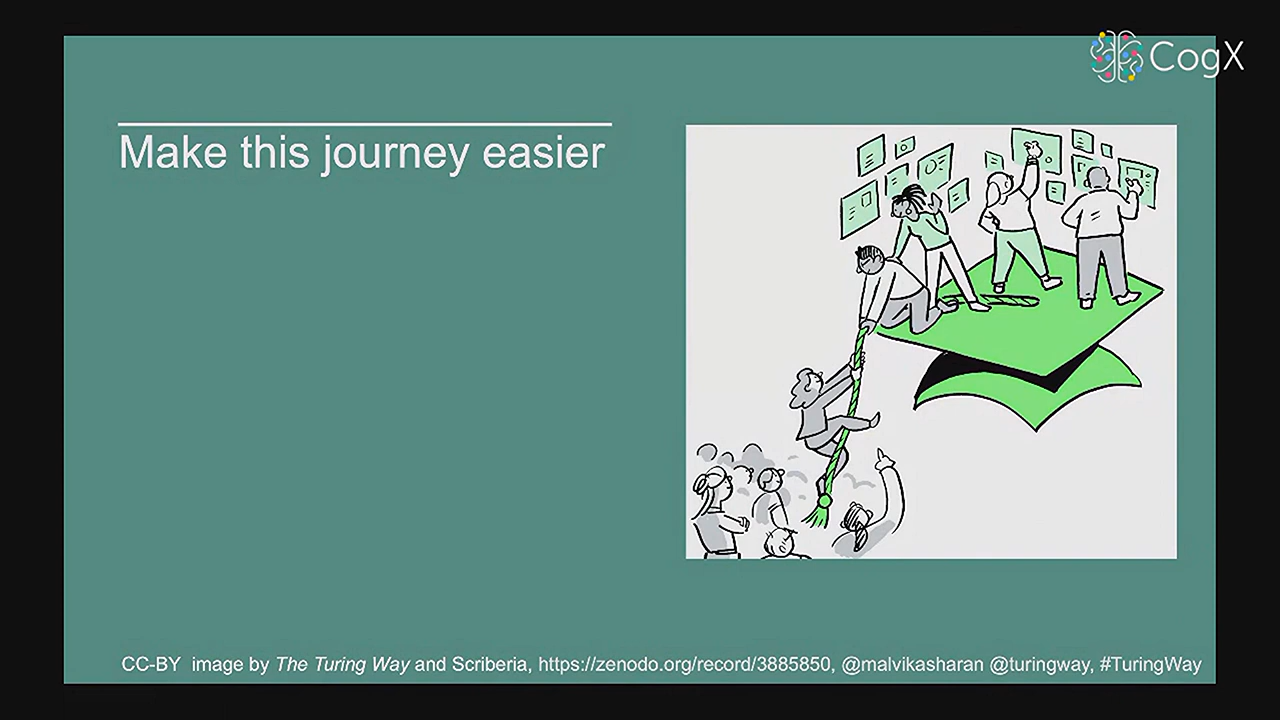 CogX
Make this journey easier
CC-BY image by The Turing Way and Scriberia, https://zenodo.org/record/3885850, @malvikasharan @turingway, #TuringWay